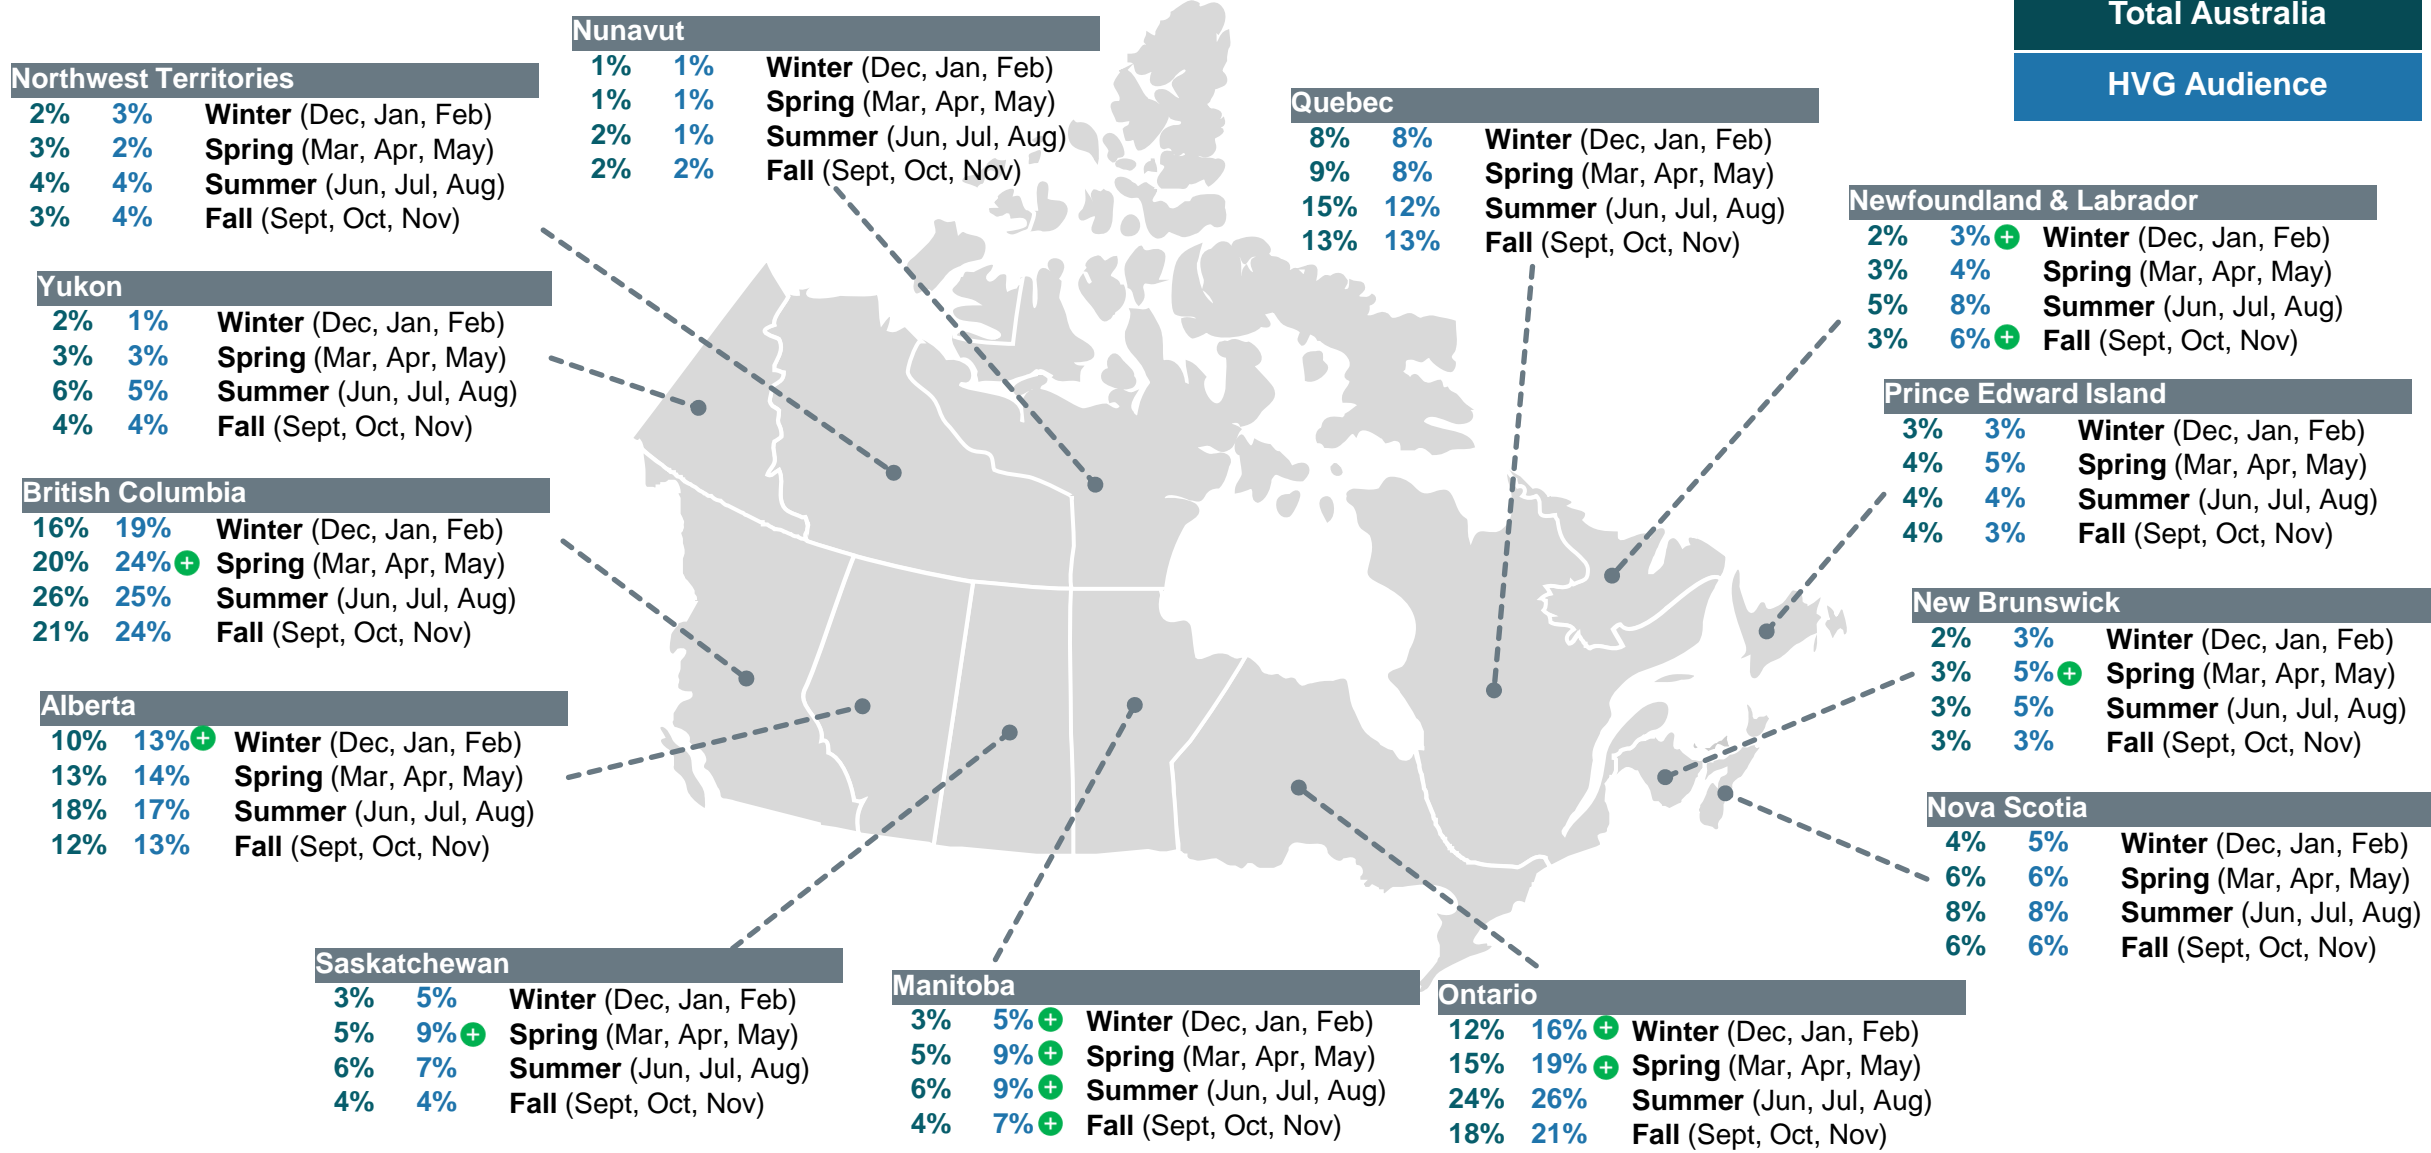 Total Australia
HVG Audience
Nunavut
1% 1% Winter (Dec, Jan, Feb)
1% 1% Spring (Mar, Apr, May)
2% 1% Summer (Jun, Jul, Aug)
2% 2% Fall (Sept, Oct, Nov)
Northwest Territories
2% 3% Winter (Dec, Jan, Feb)
3% 2% Spring (Mar, Apr, May)
4% 4% Summer (Jun, Jul, Aug)
3% 4% Fall (Sept, Oct, Nov)
Quebec
8% 8% Winter (Dec, Jan, Feb)
9% 8% Spring (Mar, Apr, May)
15% 12% Summer (Jun, Jul, Aug)
13% 13% Fall (Sept, Oct, Nov)
Newfoundland & Labrador
2% 3% + Winter (Dec, Jan, Feb)
3% 4% Spring (Mar, Apr, May)
5% 8% Summer (Jun, Jul, Aug)
3% 6% + Fall (Sept, Oct, Nov)
Yukon
2% 1% Winter (Dec, Jan, Feb)
3% 3% Spring (Mar, Apr, May)
6% 5% Summer (Jun, Jul, Aug)
4% 4% Fall (Sept, Oct, Nov)
Prince Edward Island
3% 3% Winter (Dec, Jan, Feb)
4% 5% Spring (Mar, Apr, May)
4% 4% Summer (Jun, Jul, Aug)
4% 3% Fall (Sept, Oct, Nov)
British Columbia
16% 19% Winter (Dec, Jan, Feb)
20% 24% + Spring (Mar, Apr, May)
26% 25% Summer (Jun, Jul, Aug)
21% 24% Fall (Sept, Oct, Nov)
New Brunswick
2% 3% Winter (Dec, Jan, Feb)
3% 5% + Spring (Mar, Apr, May)
3% 5% Summer (Jun, Jul, Aug)
3% 3% Fall (Sept, Oct, Nov)
Alberta
10% 13% + Winter (Dec, Jan, Feb)
13% 14% Spring (Mar, Apr, May)
18% 17% Summer (Jun, Jul, Aug)
12% 13% Fall (Sept, Oct, Nov)
Nova Scotia
4% 5% Winter (Dec, Jan, Feb)
6% 6% Spring (Mar, Apr, May)
8% 8% Summer (Jun, Jul, Aug)
6% 6% Fall (Sept, Oct, Nov)
Saskatchewan
3% 5% Winter (Dec, Jan, Feb)
5% 9% + Spring (Mar, Apr, May)
6% 7% Summer (Jun, Jul, Aug)
4% 4% Fall (Sept, Oct, Nov)
Manitoba
3% 5% + Winter (Dec, Jan, Feb)
5% 9% + Spring (Mar, Apr, May)
6% 9% + Summer (Jun, Jul, Aug)
4% 7% + Fall (Sept, Oct, Nov)
Ontario
12% 16% + Winter (Dec, Jan, Feb)
15% 19% + Spring (Mar, Apr, May)
24% 26% Summer (Jun, Jul, Aug)
18% 21% Fall (Sept, Oct, Nov)